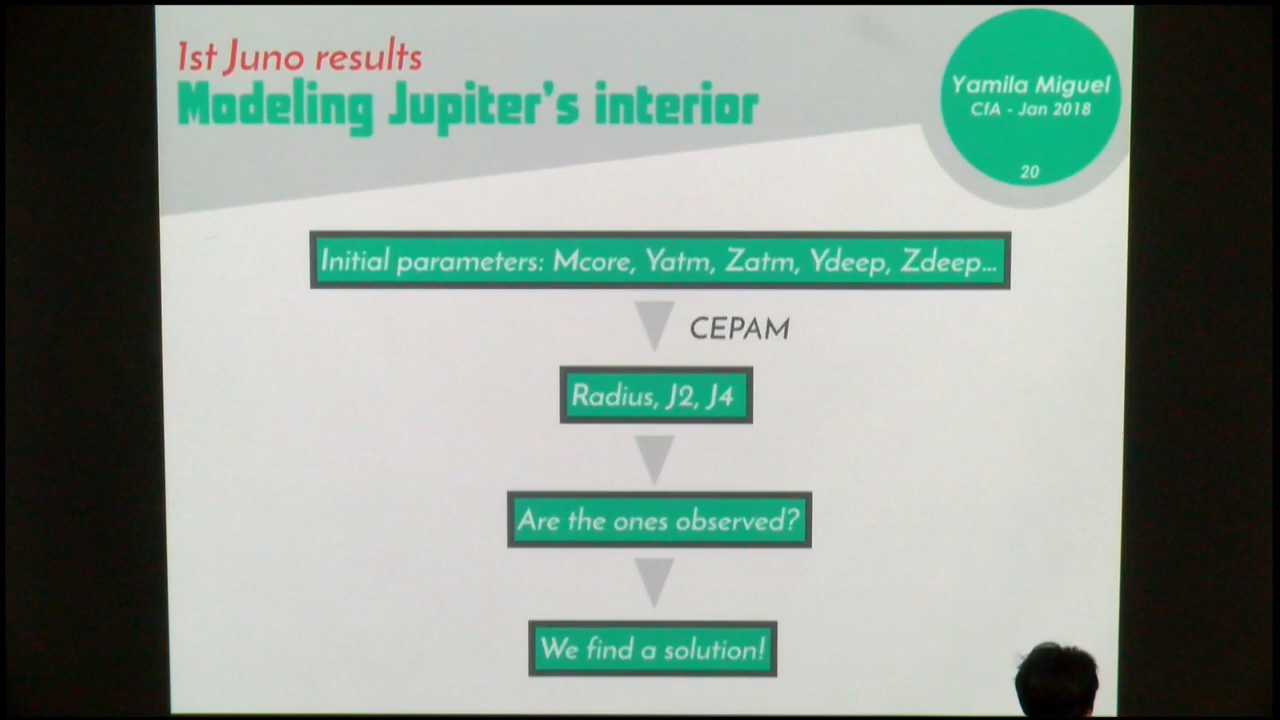 1st Juno results
Modeling Jupiter's interior
Yamila Miguel
CfA - Jan 2018
20
Initial parameters: Mcore, Yatm, Zatm, Ydeep, Zdeep...
CEPAM
Radius, J2, J4
Are the ones observed?
We find a solution!